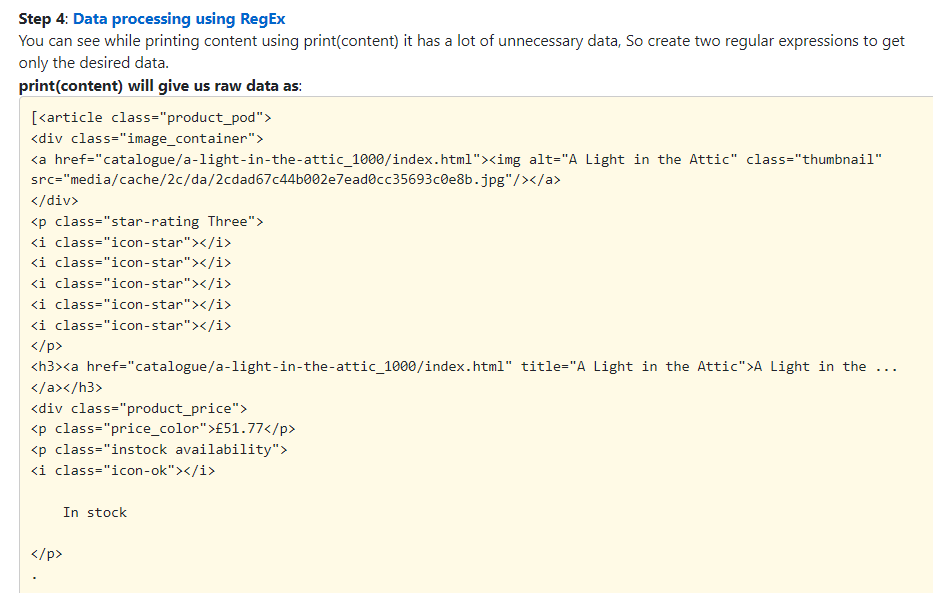 Step 4: Data processing using RegEx
You can see while printing content using print(content) it has a lot of unnecessary data, So create two regular expressions to get
only the desired data.
print(content) will give us raw data as:
[<article class="product_pod">
<div class="image_container">
<a href="catalogue/a-light-in-the-attic_1000/index.html"><img alt="A Light in the Attic" class="thumbnail"
src="media/cache/2c/da/2cdad67c44b002e7ead0cc35693c0e8b.jpg"/></a>
</div>
<p class="star-rating Three">
<i class="icon-star"></i>
<i class="icon-star"></i>
<i class="icon-star"></i>
<i class="icon-star"></i>
<i class="icon-star"></i>
</p>
<h3><a href="catalogue/a-light-in-the-attic_1000/index.html" title="A Light in the Attic">A Light in the ...
</a></h3>
<div class="product_price">
<p class="price_color">£51.77</p>
<p class="instock availability">
<i class="icon-ok"></i>
In stock
</p>
.